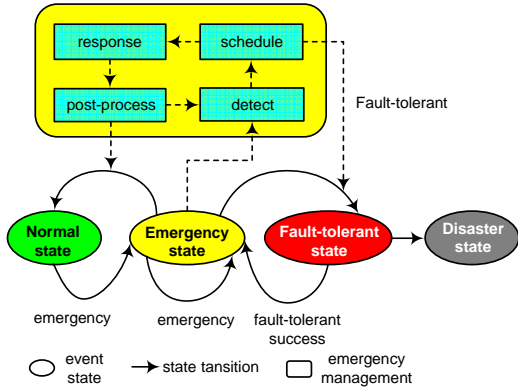 response
schedule
post-process
detect
Fault-tolerant
Normal
state
Emergency
state
Fault-tolerant
state
Disaster
state
emergency
emergency
fault-tolerant
success
event
state
state tansition
emergency
management